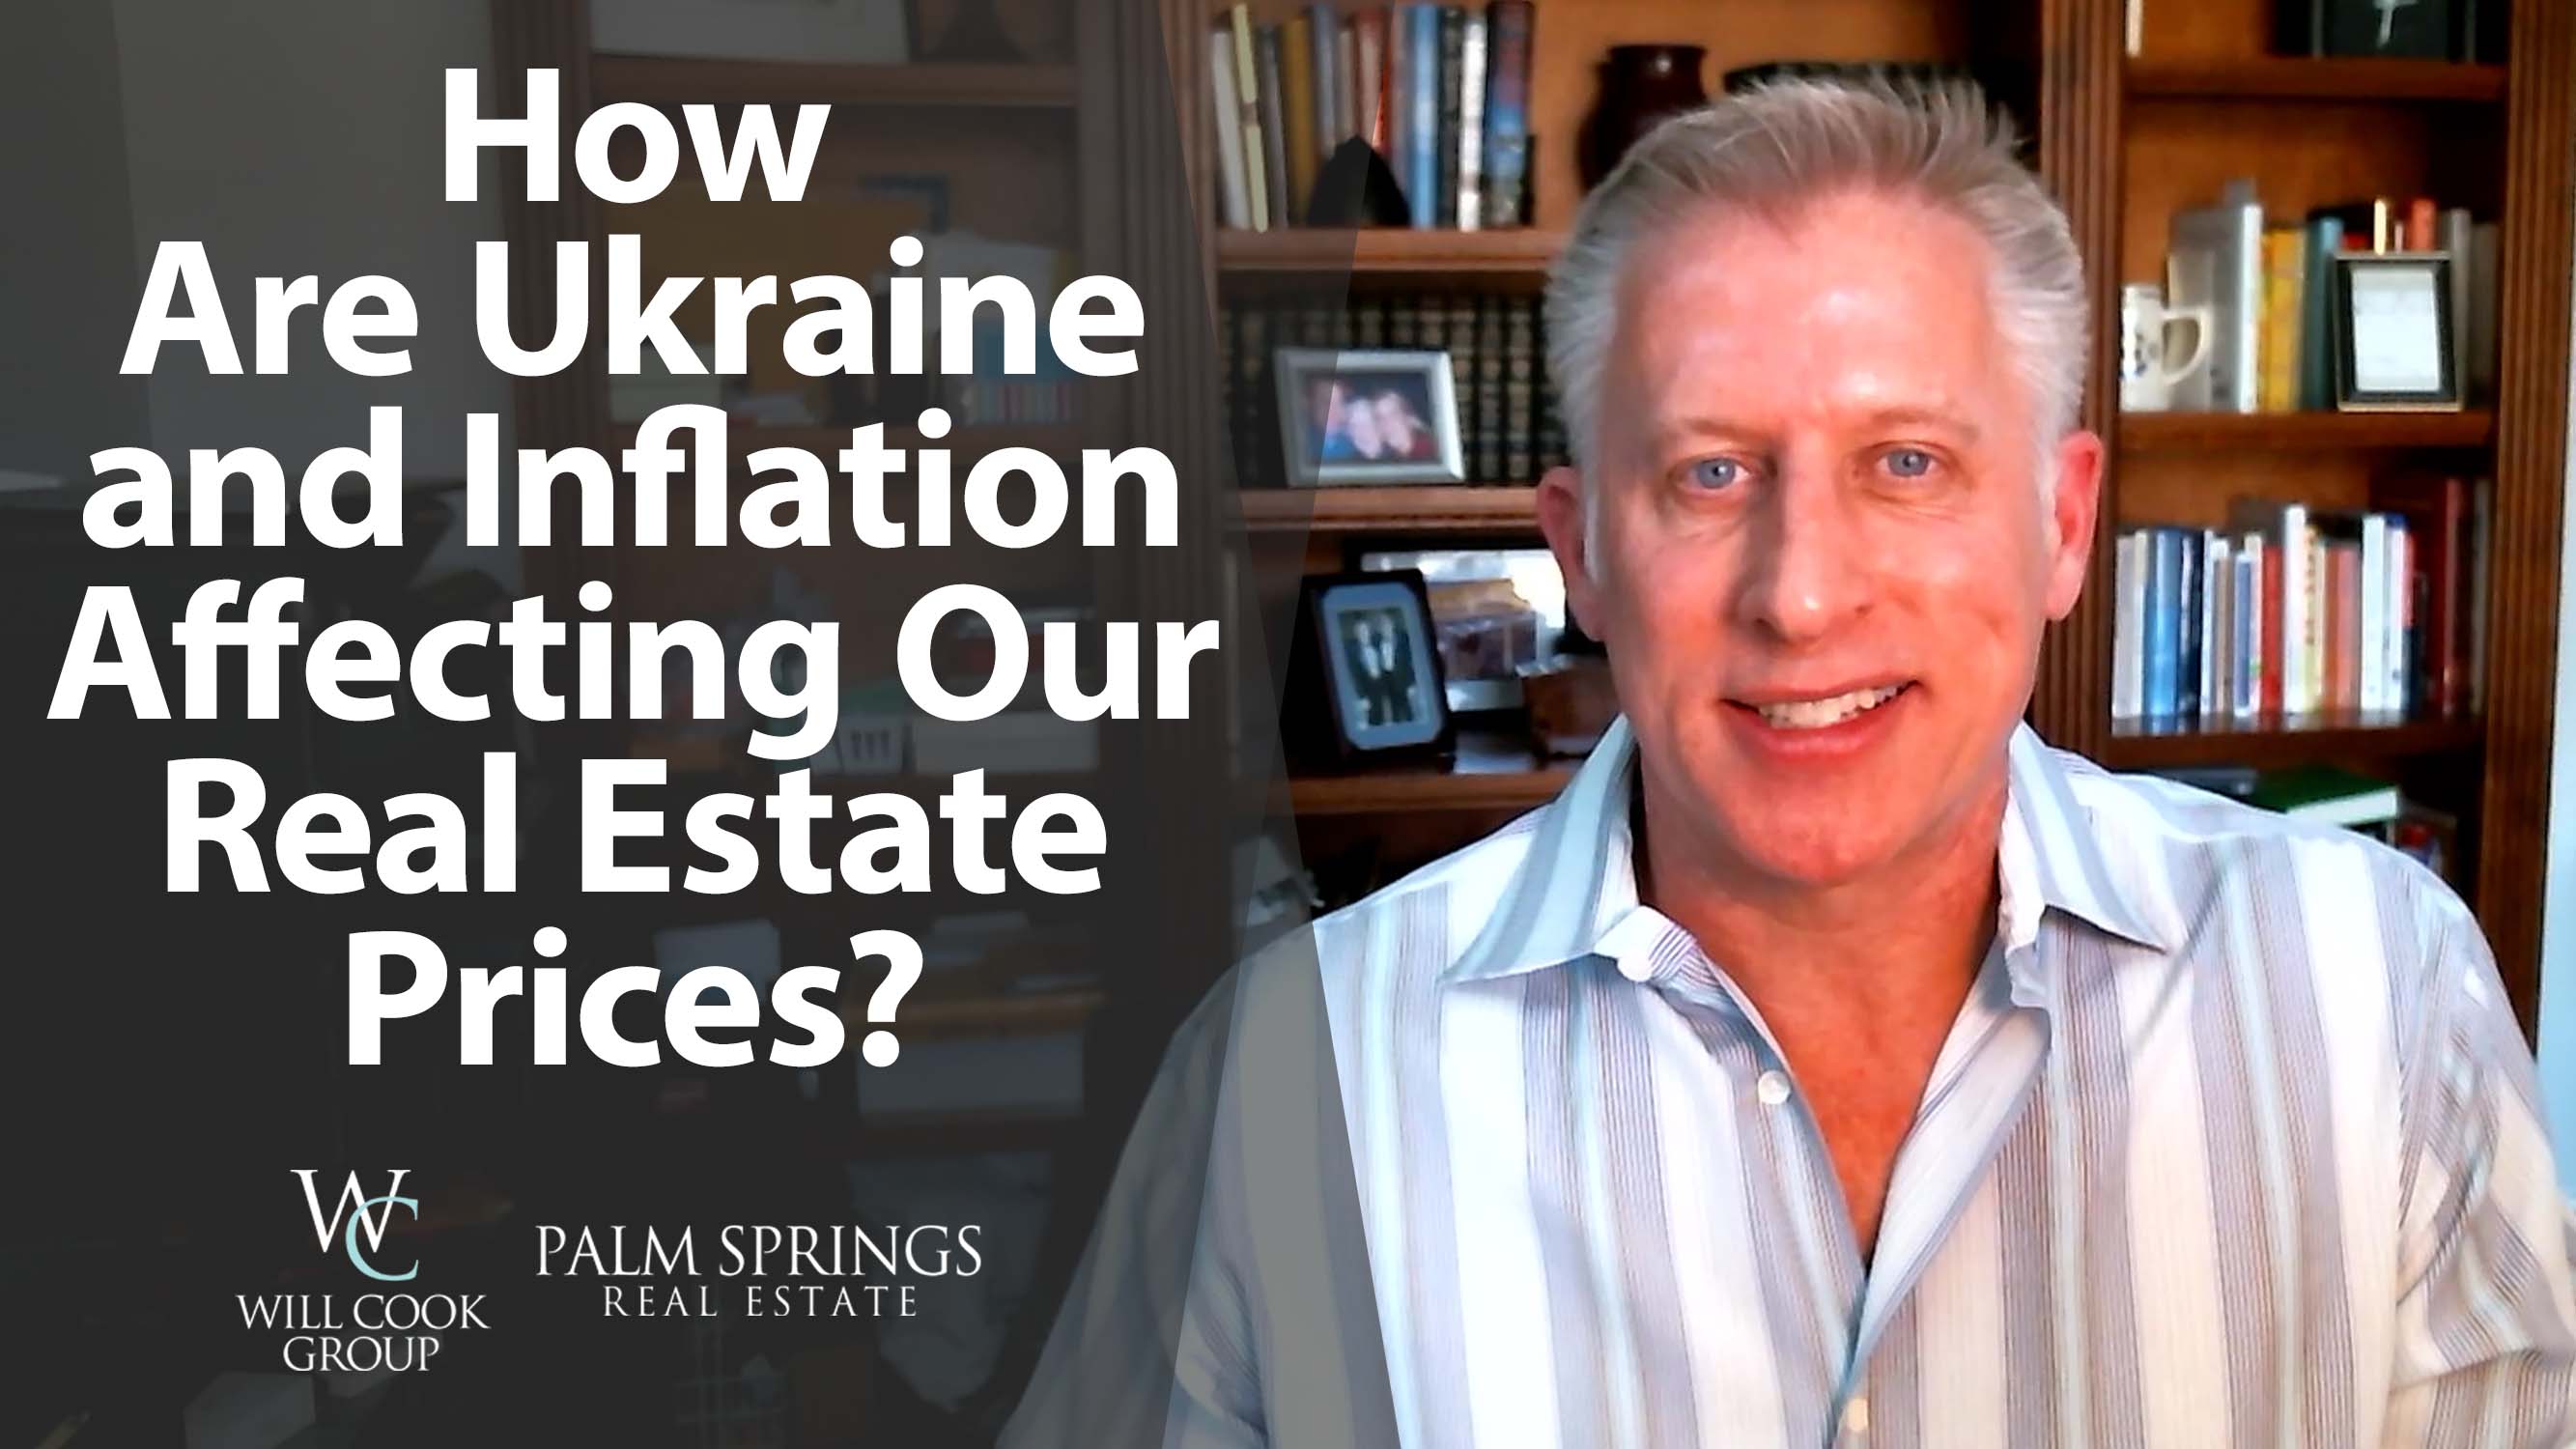 How
Are Ukraine
and Inflation
Affecting Our
Real Estate
Prices?
WC
WILL COOK
GROUP
PALM SPRINGS
REAL ESTATE